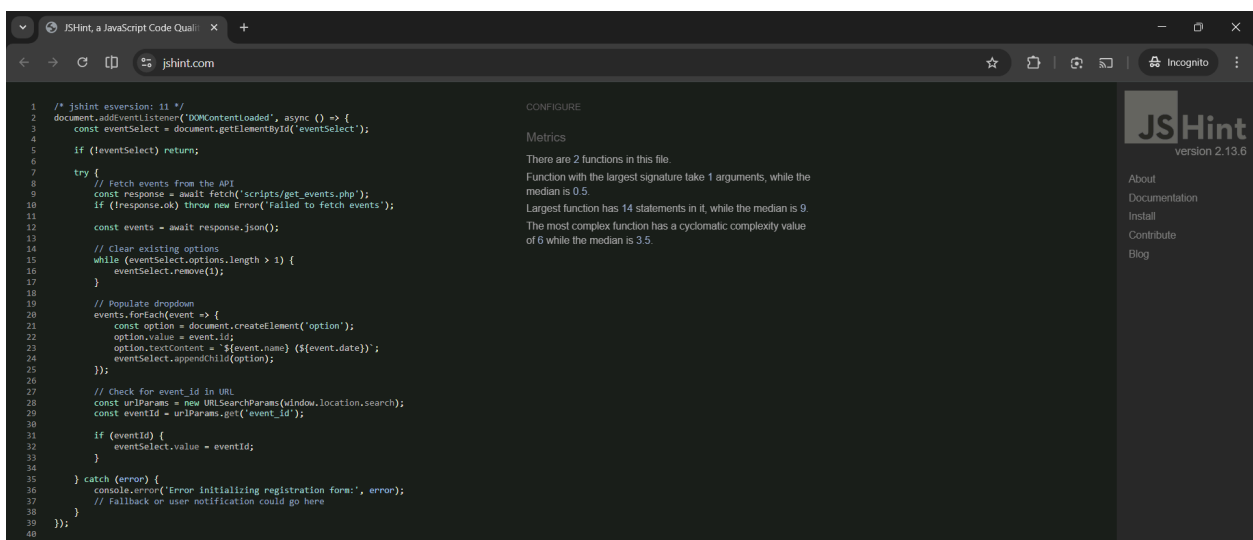 JSHint, a JavaScript Code Quali
jshint.com
Incognito
1 /* jshint esversion: 11 */
2 document.addEventListener('DOMContentLoaded', async () => {
3 const eventSelect = document.getElementById('eventSelect');
4
5 if (!eventSelect) return;
6
7 try {
8 // Fetch events from the API
9 const response = await fetch('scripts/get_events.php');
10 if (!response.ok) throw new Error('Failed to fetch events');
11
12 const events = await response.json();
13
14 // Clear existing options
15 while (eventSelect.options.length > 1) {
16 eventSelect.remove(1);
17 }
18
19 // Populate dropdown
20 events.forEach(event => {
21 const option = document.createElement('option');
22 option.value = event.id;
23 option.textContent = `${event.name} (${event.date})`;
24 eventSelect.appendChild(option);
25 });
26
27 // Check for event_id in URL
28 const urlParams = new URLSearchParams(window.location.search);
29 const eventId = urlParams.get('event_id');
30
31 if (eventId) {
32 eventSelect.value = eventId;
33 }
34
35 } catch (error) {
36 console.error('Error initializing registration form:', error);
37 // Fallback or user notification could go here
38 }
39 });
40
CONFIGURE
Metrics
There are 2 functions in this file.
Function with the largest signature take 1 arguments, while the
median is 0.5.
Largest function has 14 statements in it, while the median is 9.
The most complex function has a cyclomatic complexity value
of 6 while the median is 3.5.
JSHint
version 2.13.6
About
Documentation
Install
Contribute
Blog